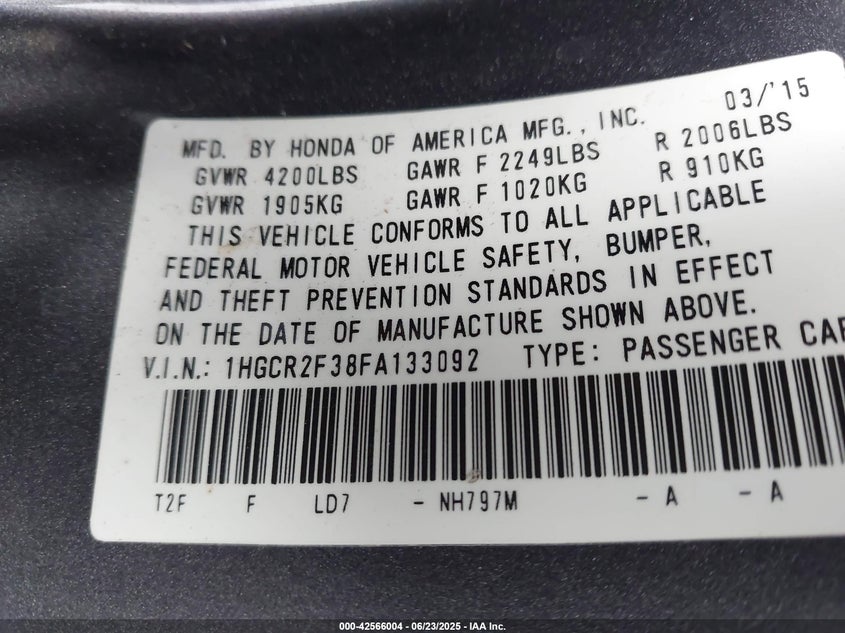 03/'15
MFD. BY HONDA OF AMERICA MFG., INC.
GVWR 4200LBS GAWR F 2249LBS R 2006LBS
GVWR 1905KG GAWR F 1020KG R 910KG
THIS VEHICLE CONFORMS TO ALL APPLICABLE
FEDERAL MOTOR VEHICLE SAFETY, BUMPER,
AND THEFT PREVENTION STANDARDS IN EFFECT
ON THE DATE OF MANUFACTURE SHOWN ABOVE.
V.I.N.: 1HGCR2F38FA133092 TYPE: PASSENGER CAR
T2F F LD7 - NH797M - A - A
000-42566004 - 06/23/2025 - IAA Inc.